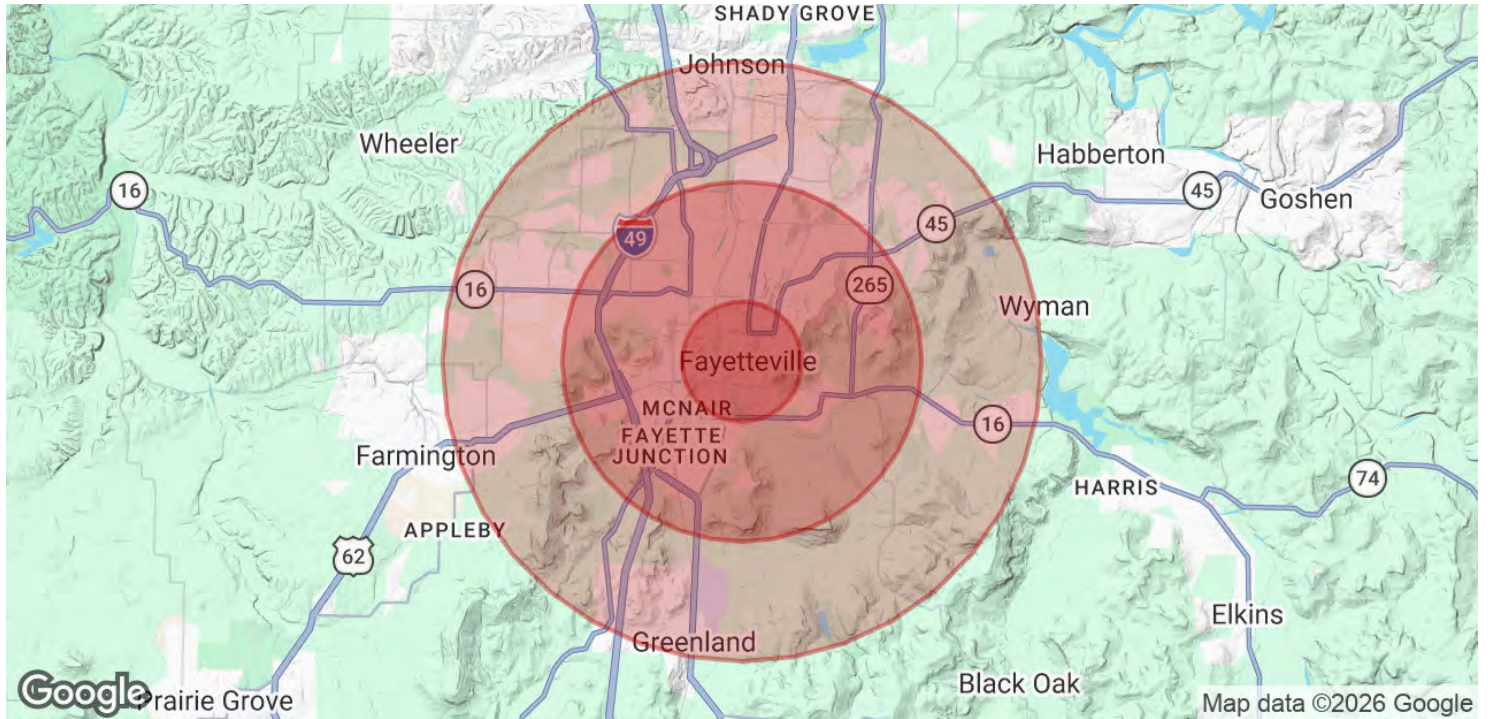 SHADY GROVE
Johnson
Wheeler
Habberton
16
45
Goshen
45
49
265
16
Wyman
Fayetteville
MCNAIR
FAYETTE
JUNCTION
16
Farmington
HARRIS
74
APPLEBY
62
Elkins
Greenland
Black Oak
Google
Prairie Grove
Map data ©2026 Google